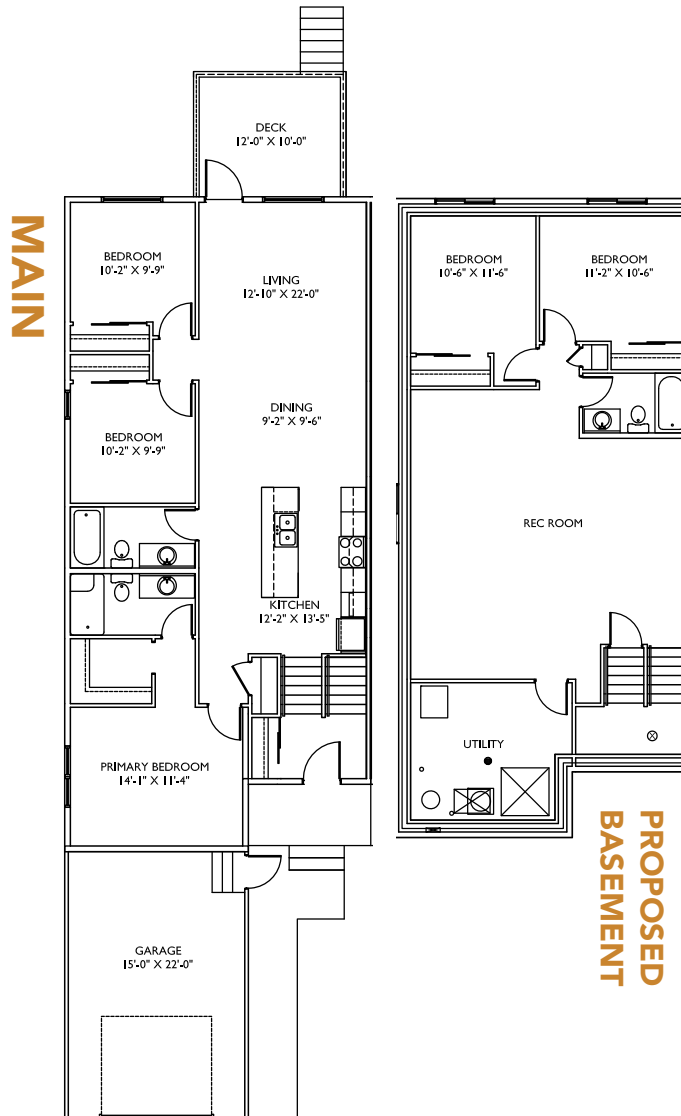 MAIN
DECK
12'-0" X 10'-0"
BEDROOM
10'-2" X 9'-9"
LIVING
12'-10" X 22'-0"
DINING
9'-2" X 9'-6"
BEDROOM
10'-2" X 9'-9"
KITCHEN
12'-2" X 13'-5"
PRIMARY BEDROOM
14'-1" X 11'-4"
GARAGE
15'-0" X 22'-0"
BEDROOM
10'-6" X 11'-6"
BEDROOM
11'-2" X 10'-6"
REC ROOM
UTILITY
PROPOSED
BASEMENT